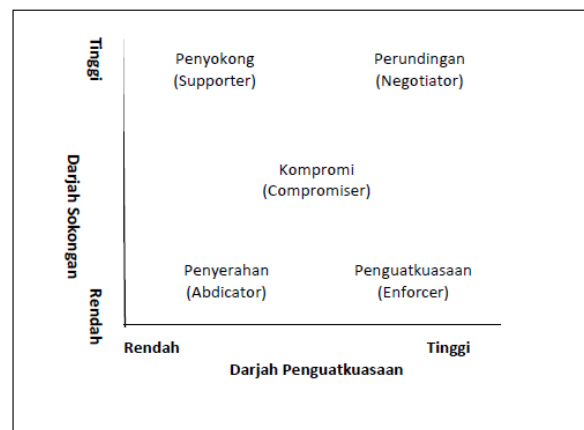 Tinggi
Penyokong
(Supporter)
Perundingan
(Negotiator)
Darjah Sokongan
Kompromi
(Compromiser)
Rendah
Penyerahan
(Abdicator)
Penguatkuasaan
(Enforcer)
Rendah
Tinggi
Darjah Penguatkuasaan